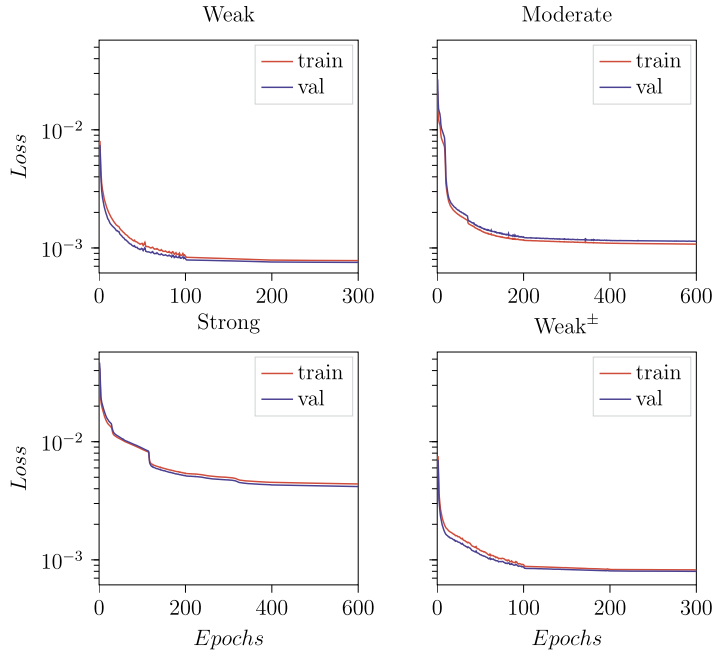 Weak
Moderate
Loss
10⁻²
10⁻³
train
val
0 100 200 300
train
val
0 200 400 600
Strong
Weak±
Loss
10⁻²
10⁻³
train
val
0 200 400 600
Epochs
train
val
0 100 200 300
Epochs